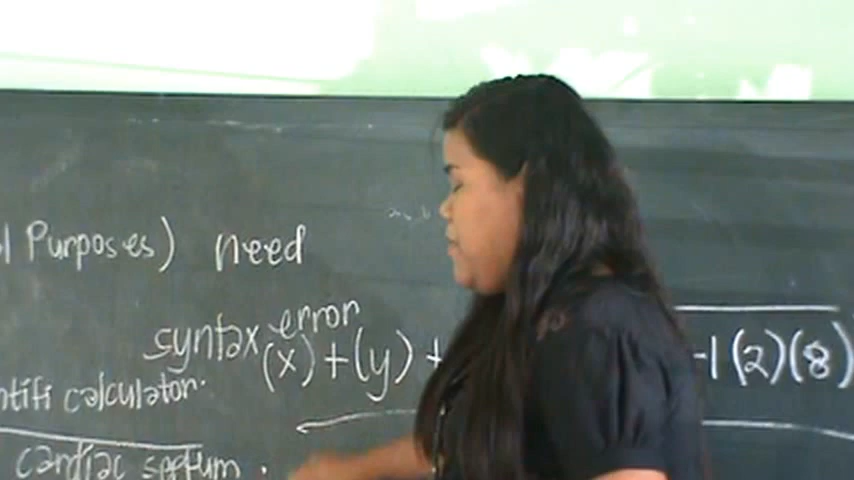 Purposes) need
syntax error
(x) + (y) +
-1(2)(8)
ntifi calculator.
cardiac septum.